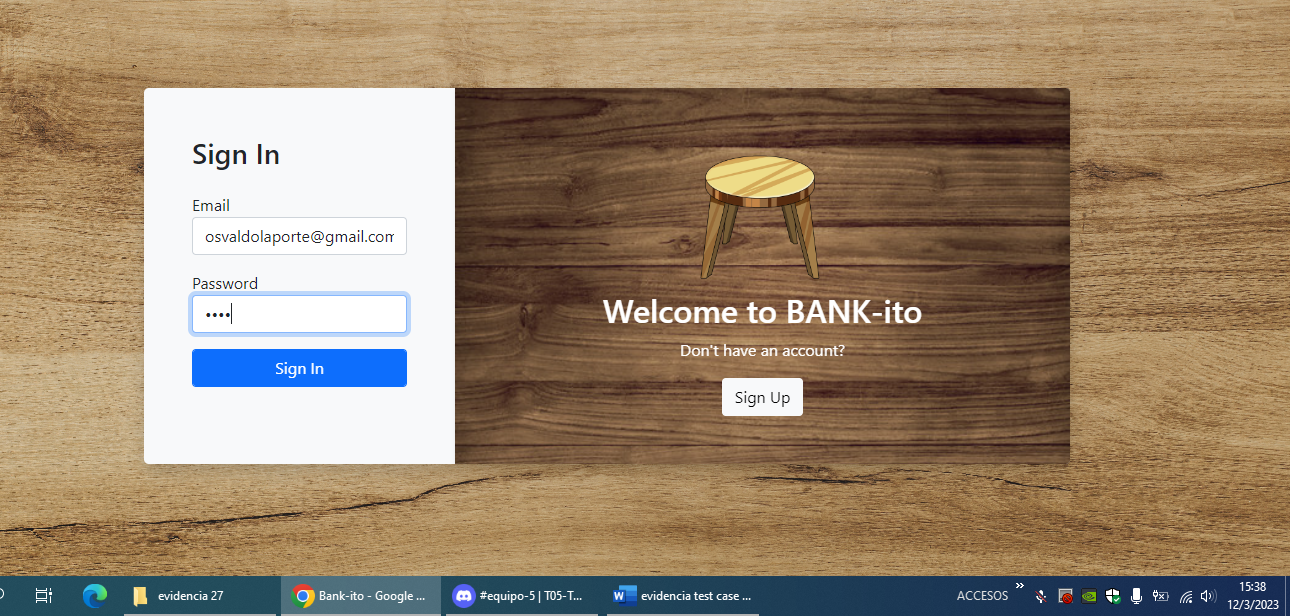 Sign In
Email
osvaldolaporte@gmail.com
Password
••••
Sign In
Welcome to BANK-ito
Don't have an account?
Sign Up
evidencia 27
Bank-ito - Google ...
#equipo-5 | T05-T...
evidencia test case ...
ACCESOS
15:38
12/3/2023